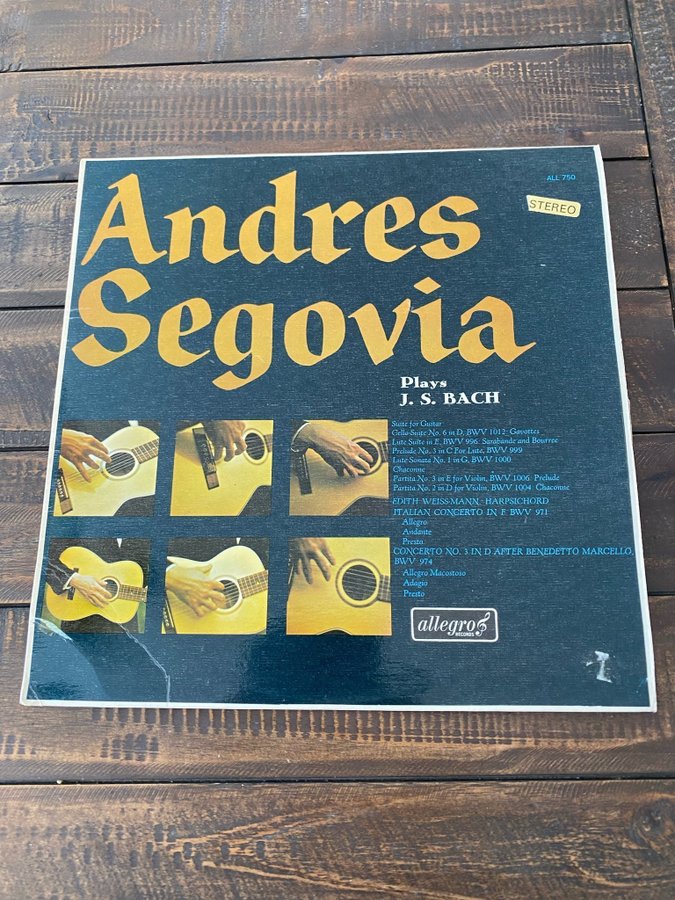 ALL 750
STEREO
Andres
Segovia
Plays
J. S. BACH
Suite for Guitar
Cello Suite No. 6 in D, BWV 1012: Gavottes
Lute Suite in E, BWV 996: Sarabande and Bourree
Prelude No. 3 in C For Lute, BWV 999
Lute Sonata No. 1 in G, BWV 1000
Chaconne
Partita No. 3 in E for Violin, BWV 1006: Prelude
Partita No. 2 in D for Violin, BWV 1004: Chaconne
EDITH WEISS-MANN, HARPSICHORD
ITALIAN CONCERTO IN F, BWV 971
Allegro
Andante
Presto
CONCERTO NO. 3 IN D AFTER BENEDETTO MARCELLO,
BWV 974
Allegro Macostoso
Adagio
Presto
allegro
RECORDS